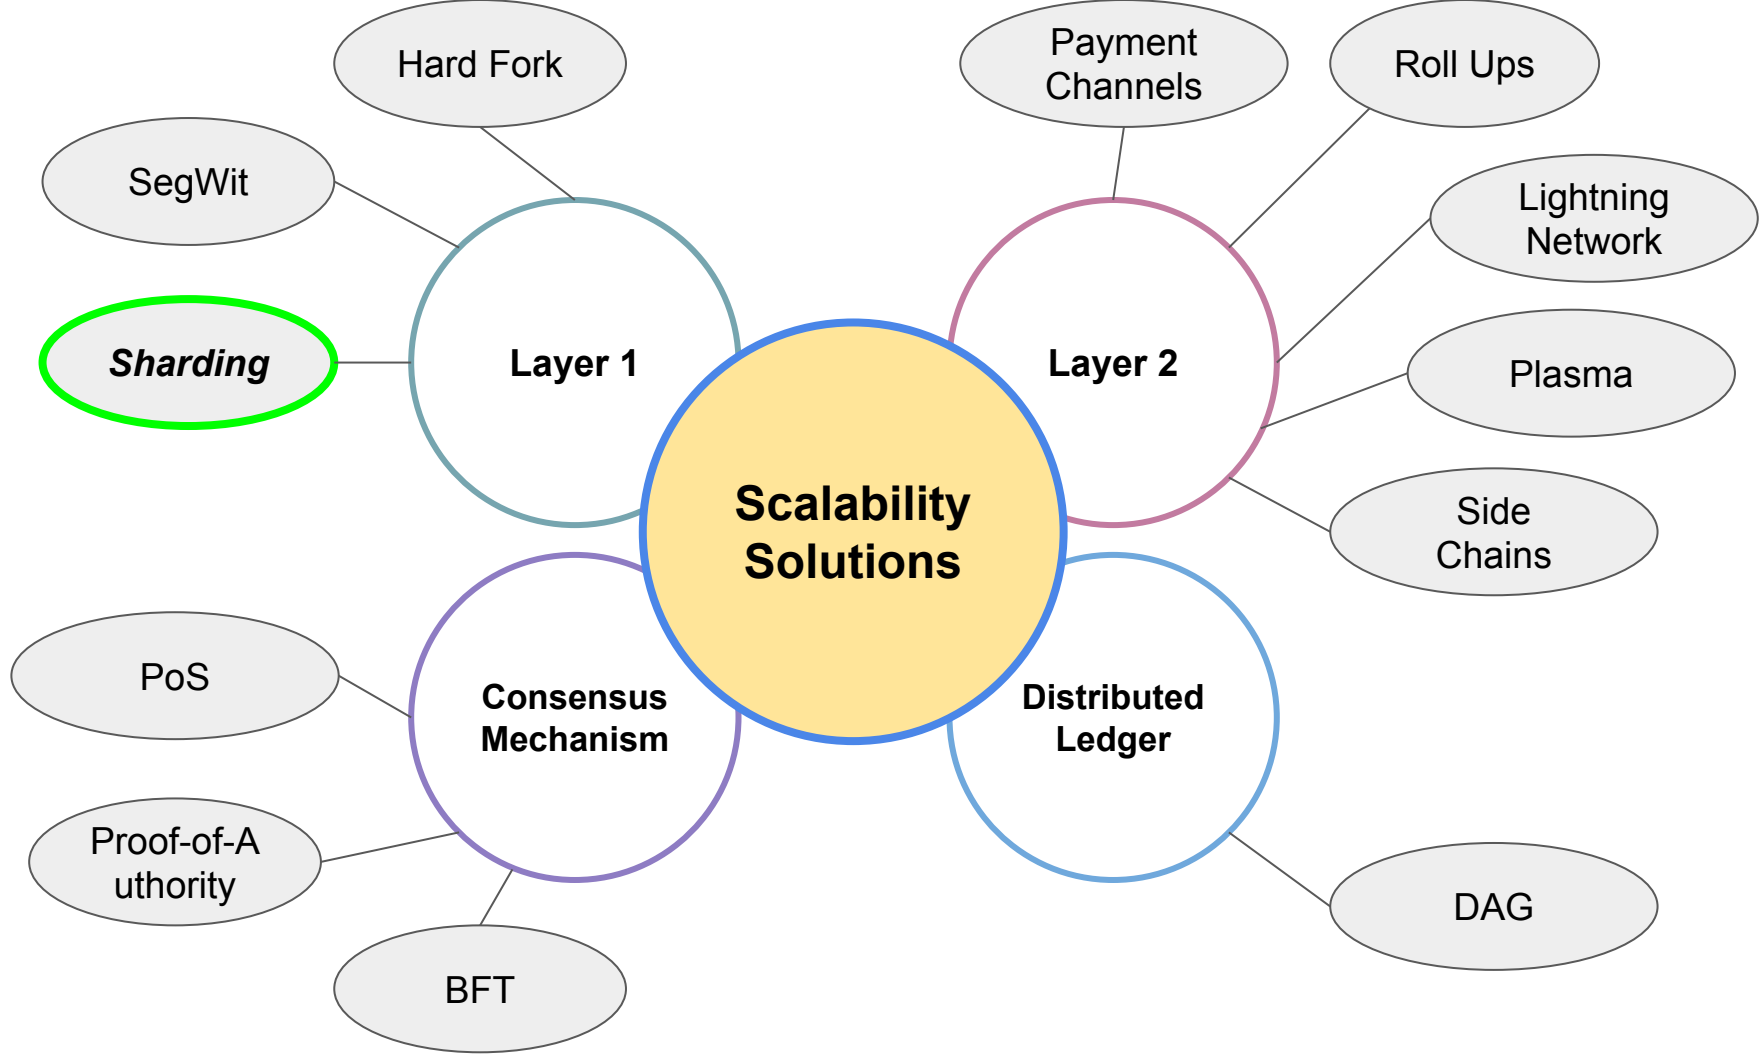 Hard Fork
SegWit
Sharding
Layer 1
Payment
Channels
Roll Ups
Lightning
Network
Plasma
Side
Chains
Layer 2
Scalability
Solutions
PoS
Proof-of-A
uthority
BFT
Consensus
Mechanism
Distributed
Ledger
DAG